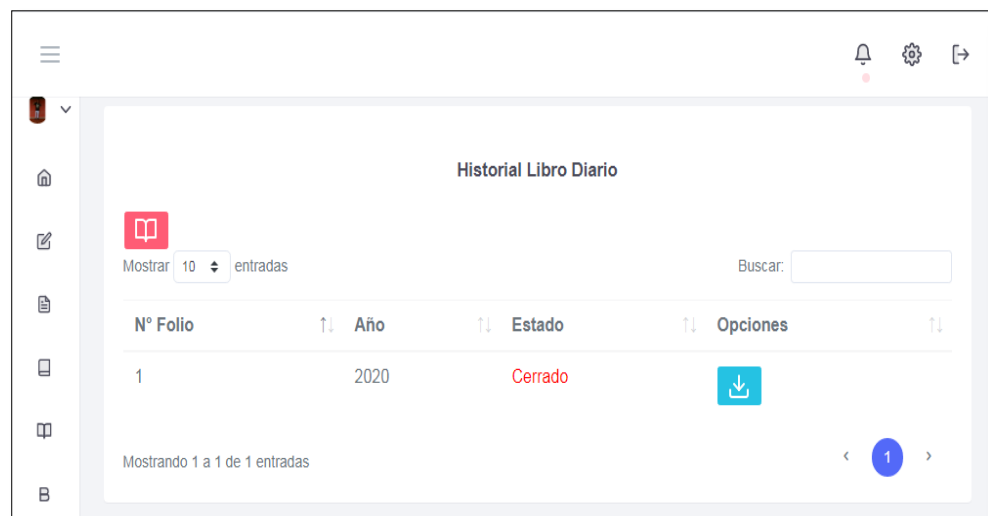 Historial Libro Diario
Mostrar 10 entradas Buscar:
N° Folio Año Estado Opciones
1 2020 Cerrado
Mostrando 1 a 1 de 1 entradas ‹ 1 ›
B